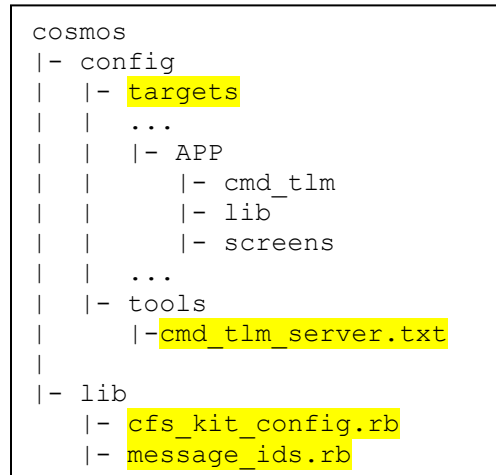 cosmos
|- config
|  |- targets
|  |  ...
|  |  |- APP
|  |     |- cmd_tlm
|  |     |- lib
|  |     |- screens
|  |  ...
|  |- tools
|     |-cmd_tlm_server.txt
|
|- lib
   |- cfs_kit_config.rb
   |- message_ids.rb